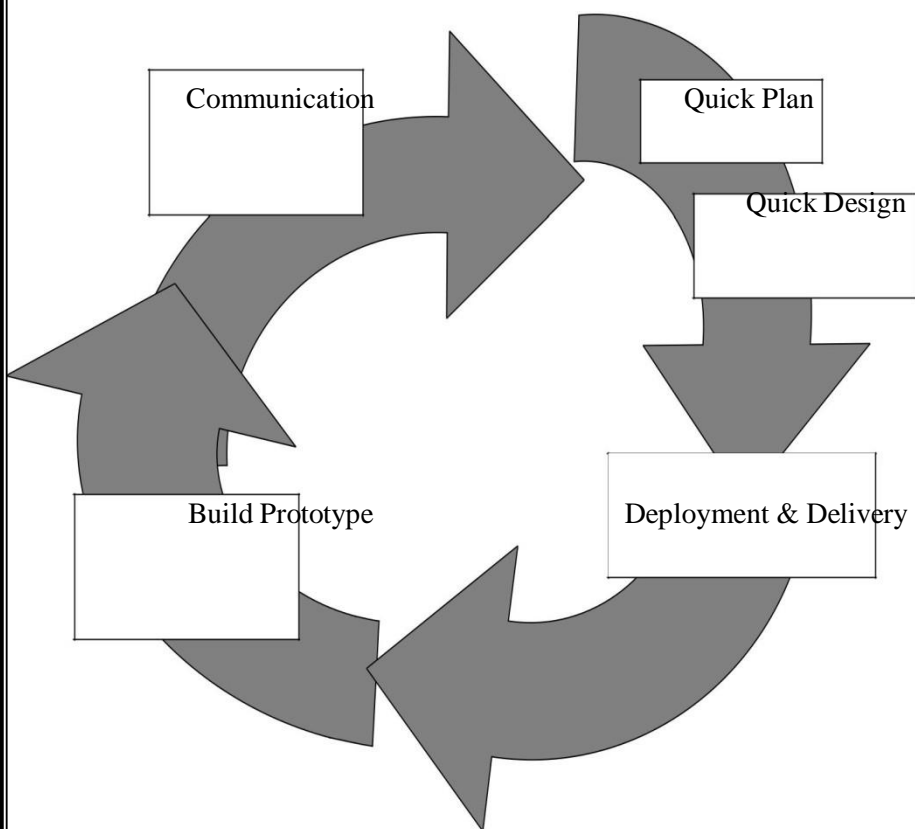 Communication
Quick Plan
Quick Design
Deployment & Delivery
Build Prototype